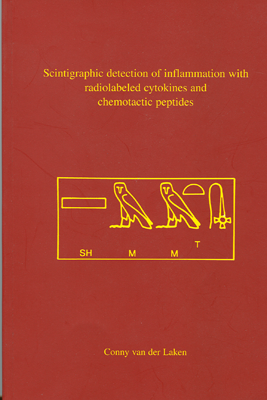 Scintigraphic detection of inflammation with
radiolabeled cytokines and
chemotactic peptides
SH M M T
Conny van der Laken